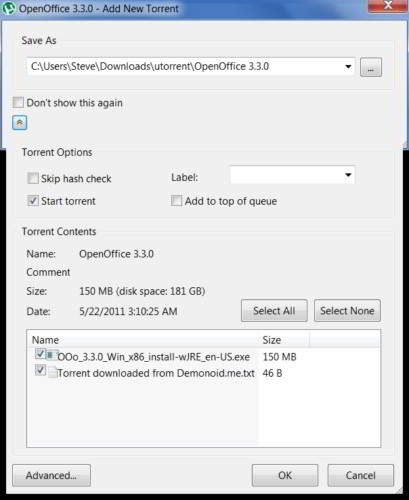 OpenOffice 3.3.0 - Add New Torrent
Save As
C:\Users\Steve\Downloads\utorrent\OpenOffice 3.3.0
...
Don't show this again
Torrent Options
Skip hash check Label:
Start torrent Add to top of queue
Torrent Contents
Name: OpenOffice 3.3.0
Comment
Size: 150 MB (disk space: 181 GB)
Date: 5/22/2011 3:10:25 AM Select All Select None
Name Size
OOo_3.3.0_Win_x86_install-wJRE_en-US.exe 150 MB
Torrent downloaded from Demonoid.me.txt 46 B
Advanced... OK Cancel